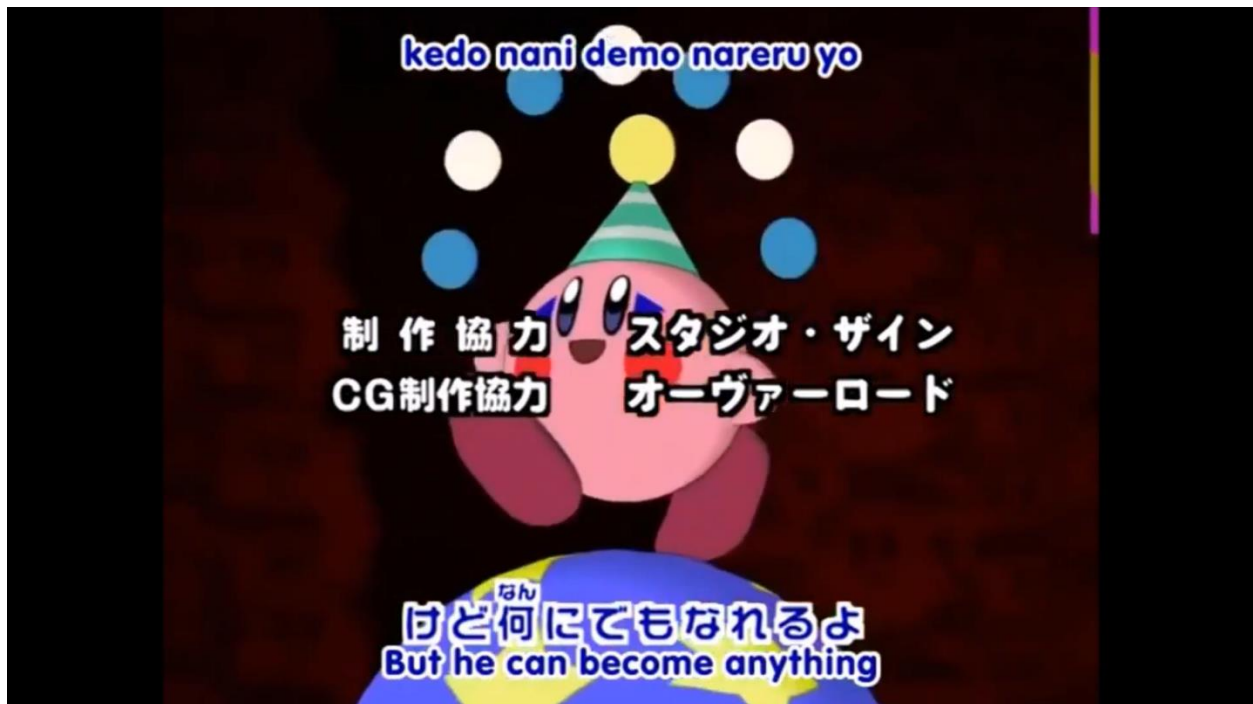 kedo nani demo nareru yo
制作協力 スタジオ・ザイン
CG制作協力 オーヴァーロード
なん
けど何にでもなれるよ
But he can become anything